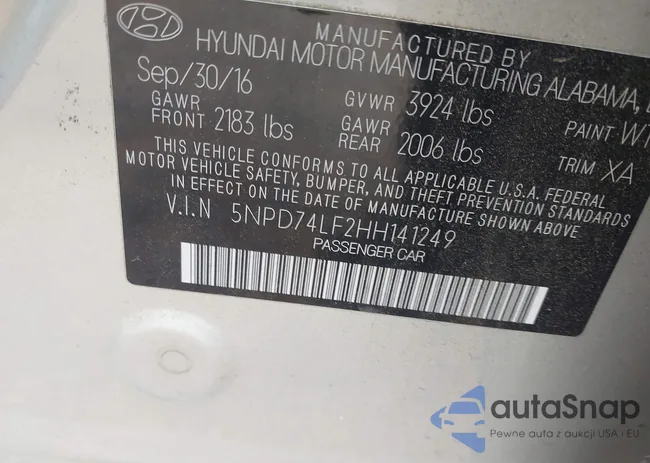 MANUFACTURED BY
HYUNDAI MOTOR MANUFACTURING ALABAMA,
Sep/30/16
GAWR FRONT 2183 lbs
GVWR 3924 lbs
GAWR REAR 2006 lbs
PAINT
TRIM XA
THIS VEHICLE CONFORMS TO ALL APPLICABLE U.S.A. FEDERAL
MOTOR VEHICLE SAFETY, BUMPER, AND THEFT PREVENTION STANDARDS
IN EFFECT ON THE DATE OF MANUFACTURE SHOWN ABOVE
V.I.N 5NPD74LF2HH141249
PASSENGER CAR
autaSnap
Pewne auta z aukcji USA i EU